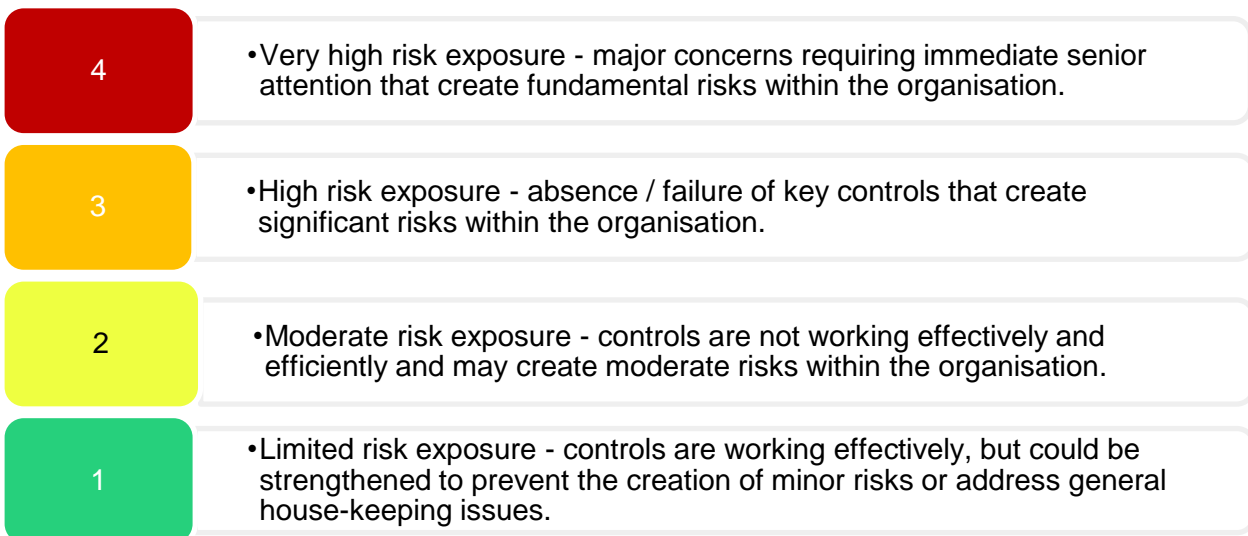 4
•Very high risk exposure - major concerns requiring immediate senior
attention that create fundamental risks within the organisation.
3
•High risk exposure - absence / failure of key controls that create
significant risks within the organisation.
2
•Moderate risk exposure - controls are not working effectively and
efficiently and may create moderate risks within the organisation.
1
•Limited risk exposure - controls are working effectively, but could be
strengthened to prevent the creation of minor risks or address general
house-keeping issues.